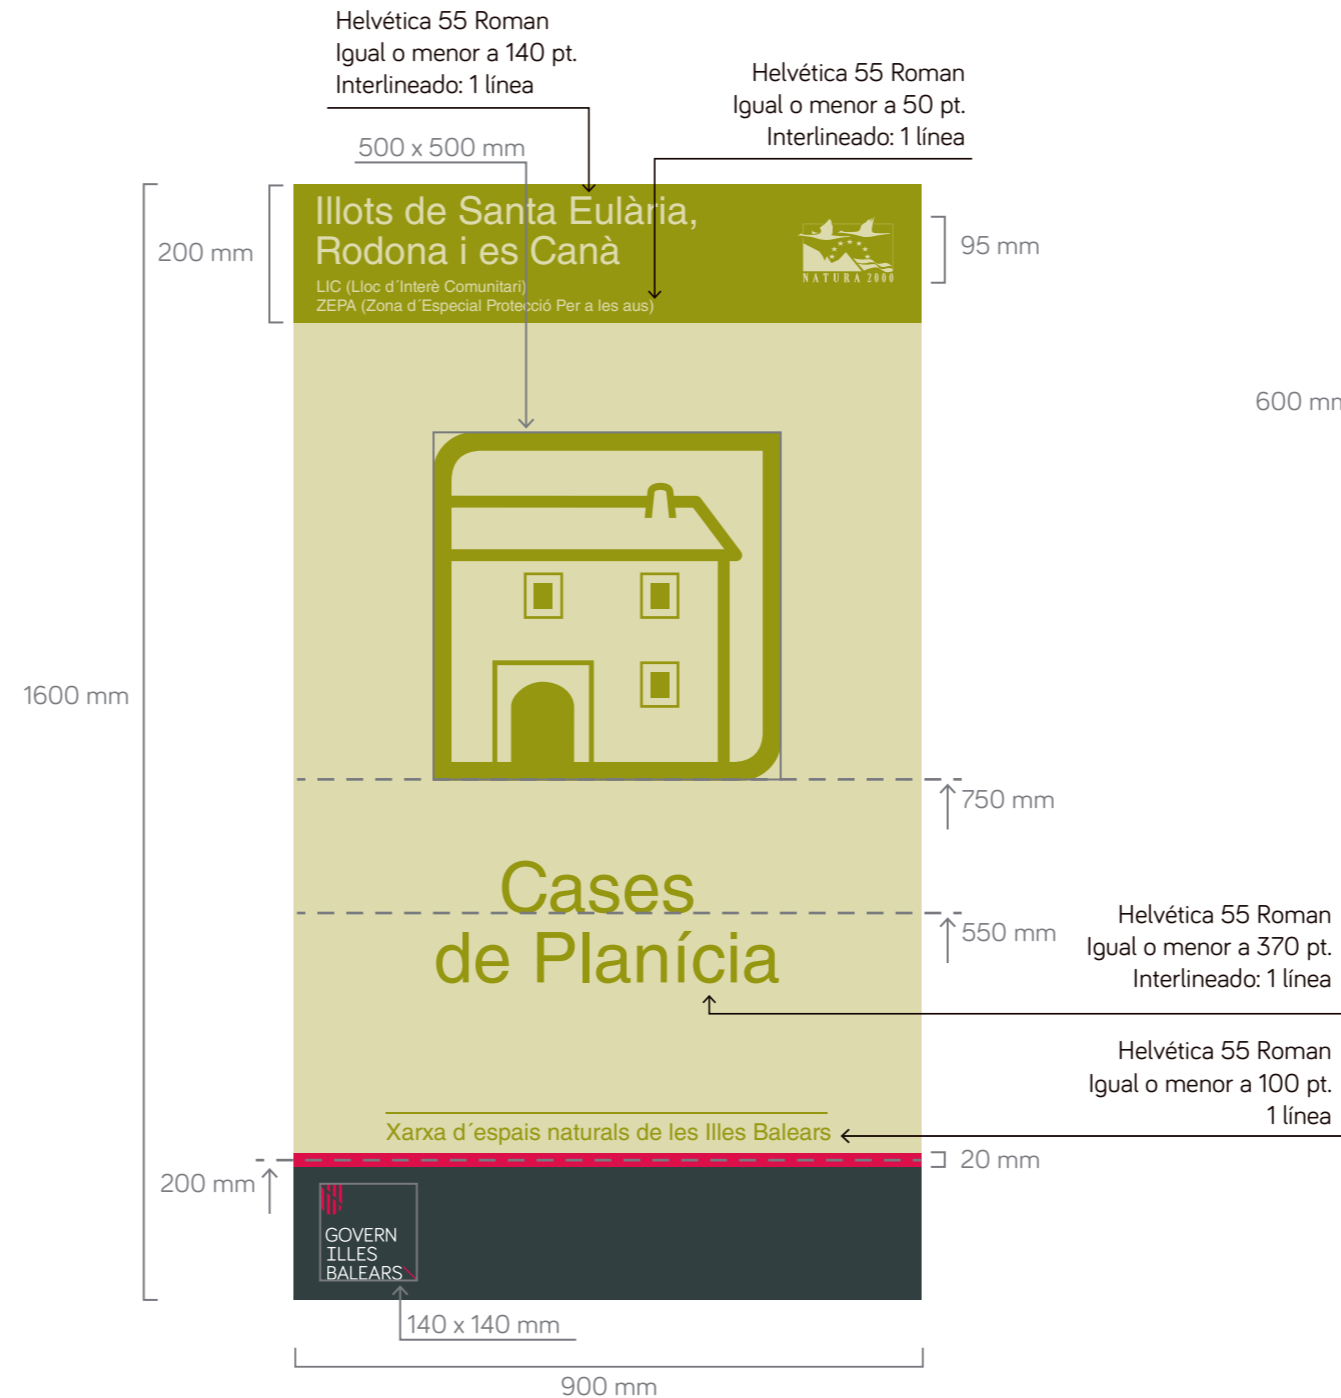 Helvética 55 Roman
Igual o menor a 140 pt.
Interlineado: 1 línea
Helvética 55 Roman
Igual o menor a 50 pt.
Interlineado: 1 línea
500 x 500 mm
200 mm
Illots de Santa Eulària,
Rodona i es Canà
LIC (Lloc d´Interè Comunitari)
ZEPA (Zona d´Especial Protecció Per a les aus)
NATURA 2000
95 mm
600 mm
1600 mm
750 mm
Cases
de Planícia
550 mm
Helvética 55 Roman
Igual o menor a 370 pt.
Interlineado: 1 línea
Helvética 55 Roman
Igual o menor a 100 pt.
1 línea
Xarxa d´espais naturals de les Illes Balears
20 mm
200 mm
GOVERN
ILLES
BALEARS
140 x 140 mm
900 mm